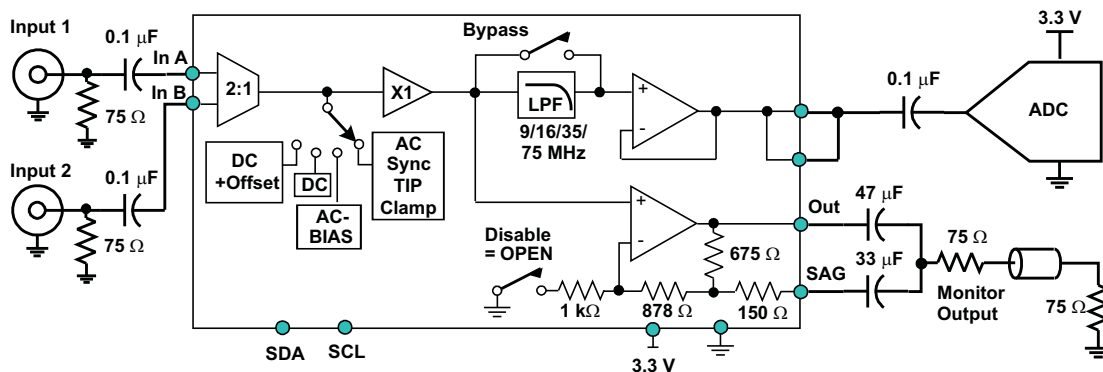 Input 1
0.1 μF
In A
In B
75 Ω
Input 2
0.1 μF
75 Ω
2:1
X1
DC
+Offset
DC
AC-
BIAS
AC
Sync
TIP
Clamp
Bypass
LPF
9/16/35/
75 MHz
+
-
0.1 μF
3.3 V
ADC
+
-
Disable
= OPEN
1 kΩ
878 Ω
675 Ω
150 Ω
Out
SAG
47 μF
33 μF
75 Ω
Monitor
Output
75 Ω
SDA
SCL
3.3 V